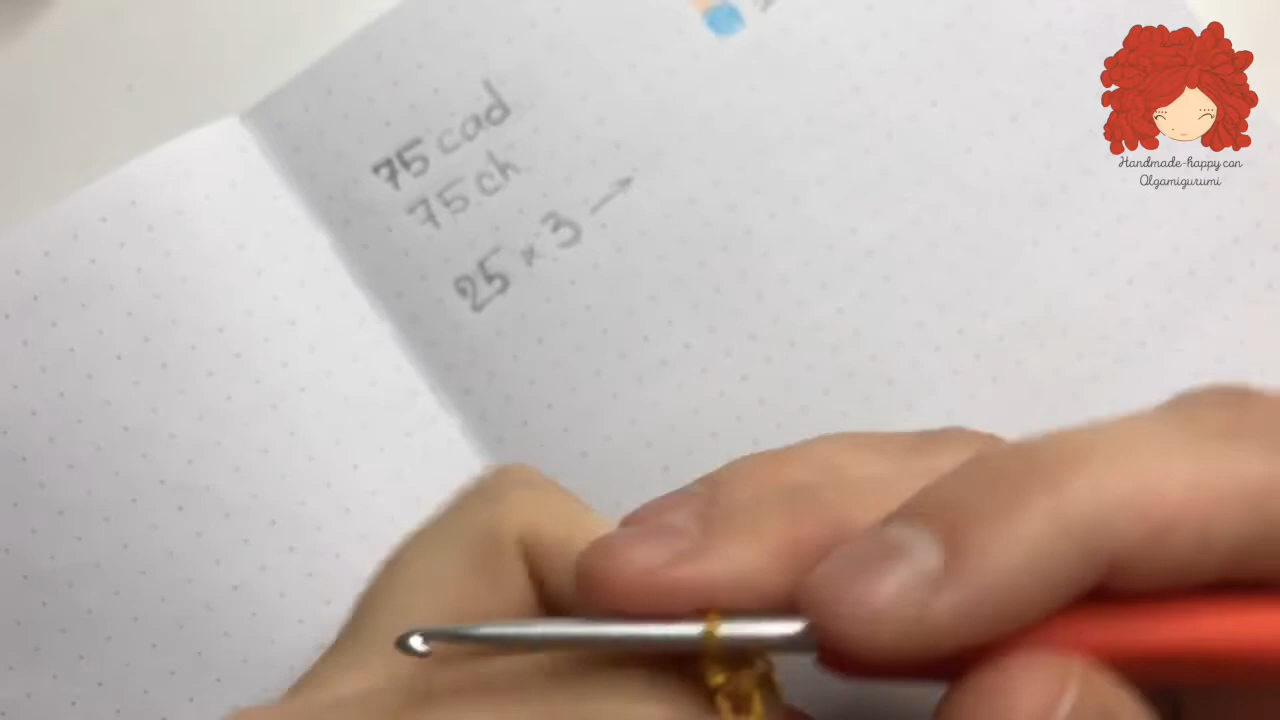 75 cad
75 ch
25 × 3 →
Handmade-happy con
Olgamigurumi